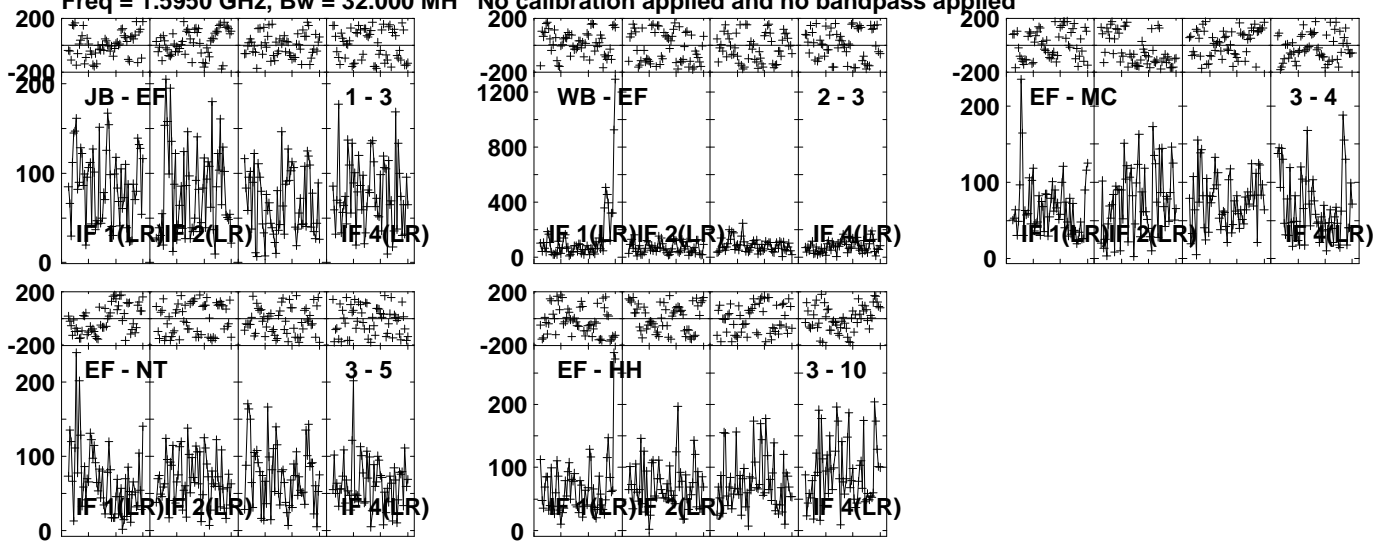 Freq = 1.5950 GHz, Bw = 32.000 MH No calibration applied and no bandpass applied
200
-200
200
100
0
JB - EF
1 - 3
IF 1(LR)
IF 2(LR)
IF 4(LR)
200
-200
1200
800
400
0
WB - EF
2 - 3
IF 1(LR)
IF 2(LR)
IF 4(LR)
200
-200
200
100
0
EF - MC
3 - 4
IF 1(LR)
IF 2(LR)
IF 4(LR)
200
-200
200
100
0
EF - NT
3 - 5
IF 1(LR)
IF 2(LR)
IF 4(LR)
200
-200
200
100
0
EF - HH
3 - 10
IF 1(LR)
IF 2(LR)
IF 4(LR)